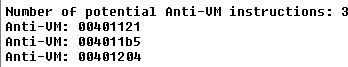 Number of potential Anti-VM instructions: 3
Anti-VM: 00401121
Anti-VM: 004011b5
Anti-VM: 00401204